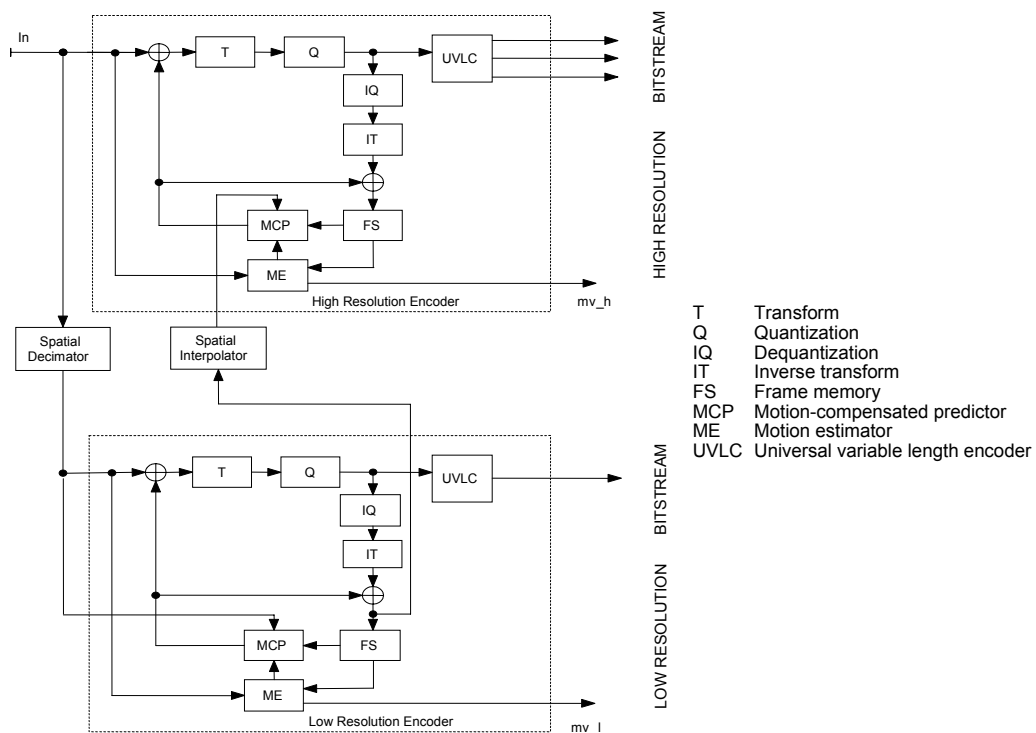 In
T
Q
UVLC
IQ
IT
MCP
FS
ME
High Resolution Encoder
mv_h
BITSTREAM
HIGH RESOLUTION
Spatial
Decimator
Spatial
Interpolator
T
Q
UVLC
IQ
IT
MCP
FS
ME
Low Resolution Encoder
mv_l
BITSTREAM
LOW RESOLUTION
T Transform
Q Quantization
IQ Dequantization
IT Inverse transform
FS Frame memory
MCP Motion-compensated predictor
ME Motion estimator
UVLC Universal variable length encoder